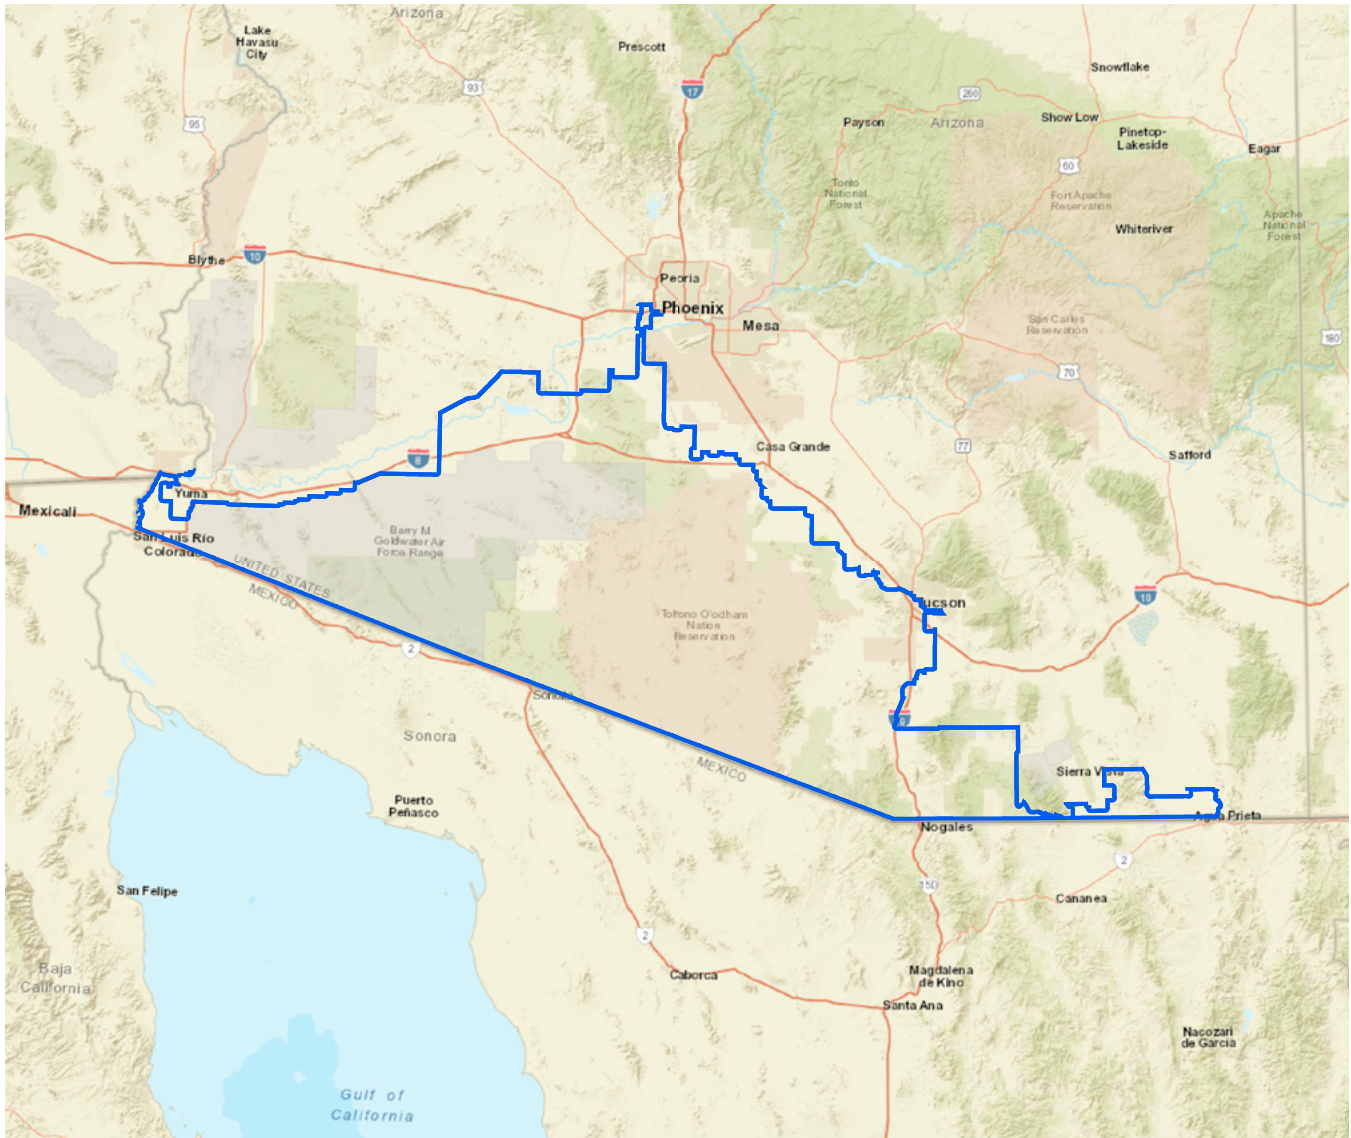 Arizona
Lake
Havasu
City
Prescott
93
17
95
Snowflake
260
Payson
Arizona
Show Low
Pinetop-
Lakeside
Eagar
60
Tonto
National
Forest
Fort Apache
Reservation
Whiteriver
Apache
National
Forest
Blythe
10
Peoria
Phoenix
Mesa
San Carlos
Reservation
180
70
Casa Grande
77
Safford
8
Yuma
Mexicali
San Luis Río
Colorado
Barry M
Goldwater Air
Force Range
UNITED STATES
MEXICO
10
Tucson
Tohono O'odham
Nation
Reservation
2
Sonoita
19
Sonora
MEXICO
Sierra Vista
Puerto
Peñasco
Agua Prieta
Nogales
2
San Felipe
15D
Cananea
2
Baja
California
Caborca
Magdalena
de Kino
Santa Ana
Nacozari
de García
Gulf of
California